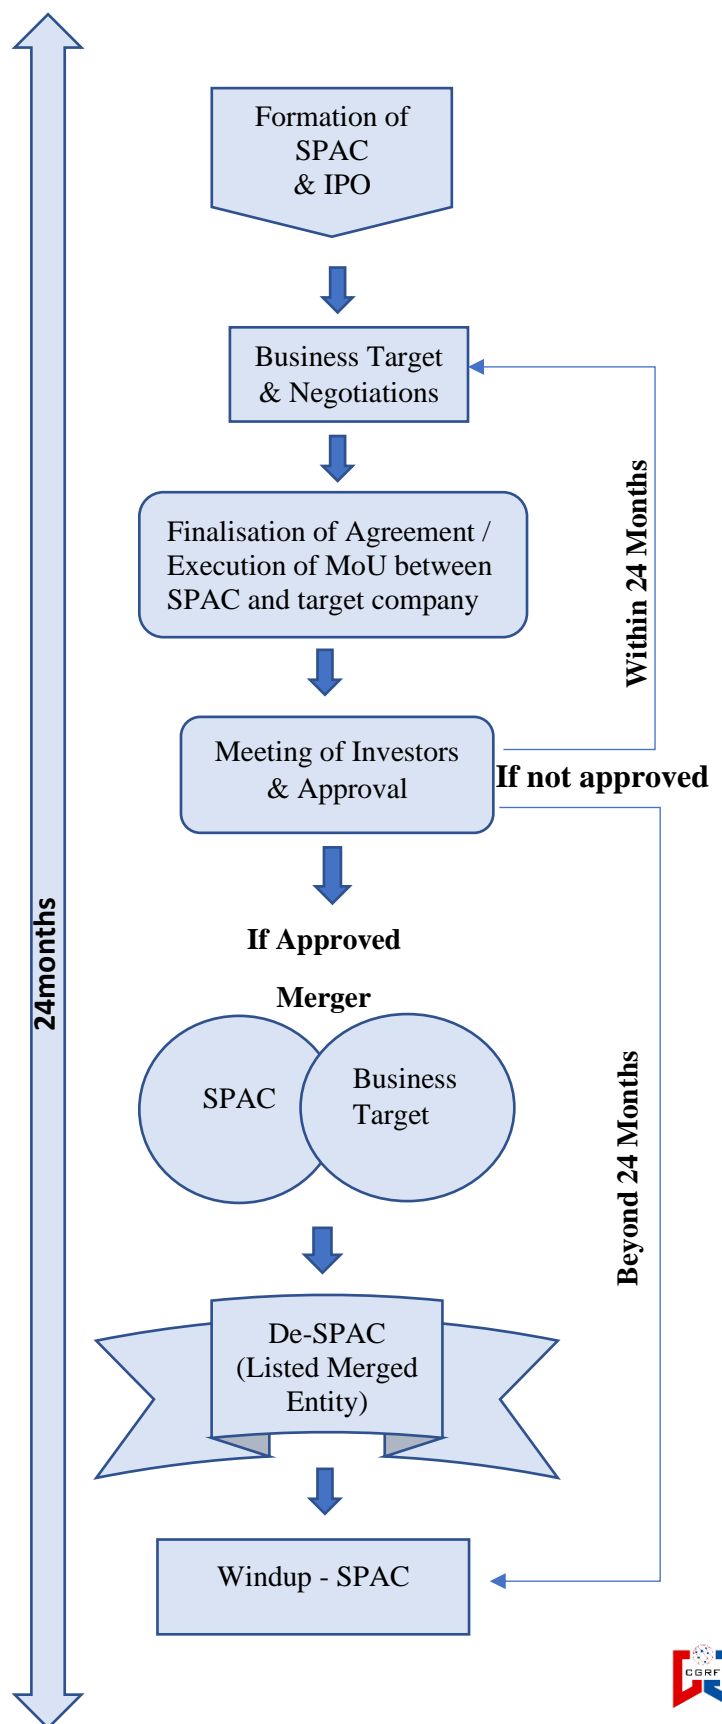 Formation of
SPAC
& IPO
Business Target
& Negotiations
Within 24 Months
Finalisation of Agreement /
Execution of MoU between
SPAC and target company
Meeting of Investors
& Approval
If not approved
24months
If Approved
Merger
SPAC
Business
Target
Beyond 24 Months
De-SPAC
(Listed Merged
Entity)
Windup - SPAC
CGRF